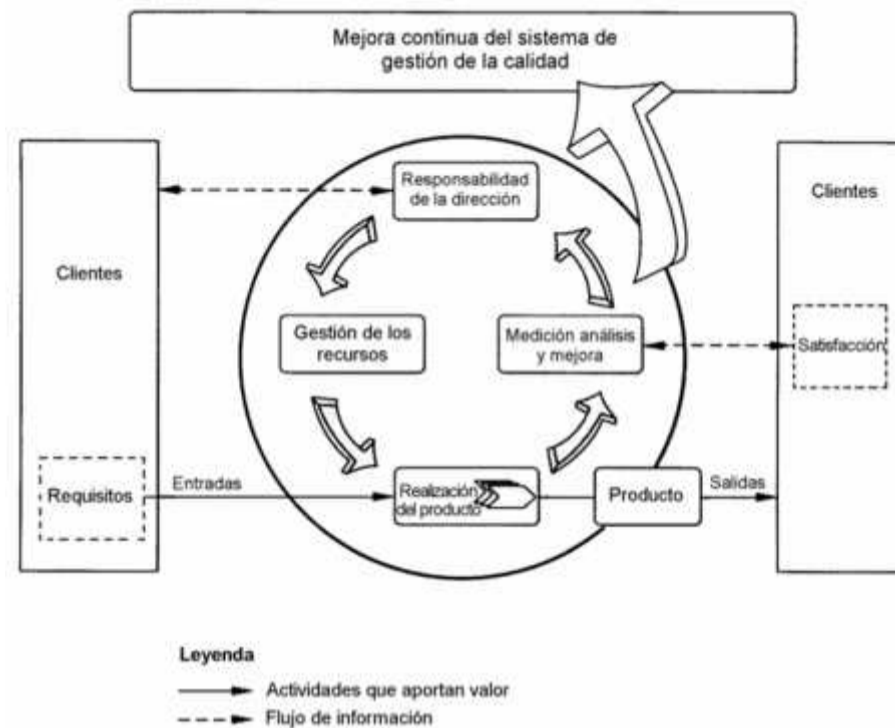 Mejora continua del sistema de
gestión de la calidad
Responsabilidad
de la dirección
Clientes
Clientes
Gestión de los
recursos
Medición análisis
y mejora
Satisfacción
Requisitos
Entradas
Realización
del producto
Producto
Salidas
Leyenda
Actividades que aportan valor
Flujo de información